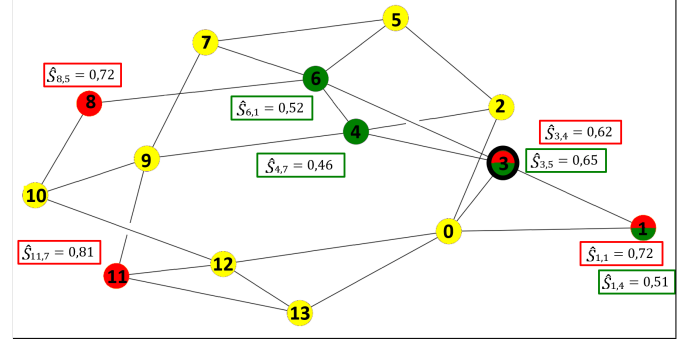 5
7
6
Ŝ8,5 = 0,72
8
Ŝ6,1 = 0,52
2
4
Ŝ3,4 = 0,62
9
Ŝ4,7 = 0,46
3
Ŝ3,5 = 0,65
10
0
1
Ŝ11,7 = 0,81
12
Ŝ1,1 = 0,72
11
Ŝ1,4 = 0,51
13